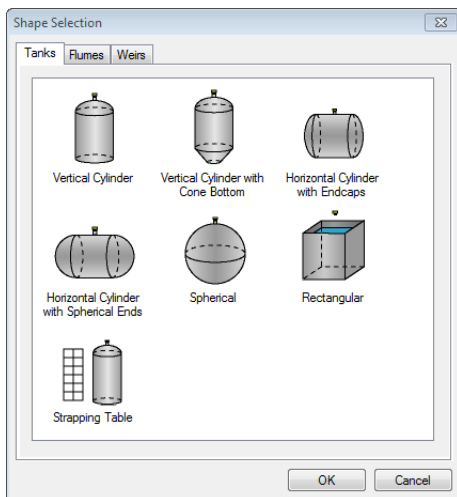 Shape Selection
Tanks Flumes Weirs
Vertical Cylinder
Vertical Cylinder with
Cone Bottom
Horizontal Cylinder
with Endcaps
Horizontal Cylinder
with Spherical Ends
Spherical
Rectangular
Strapping Table
OK Cancel